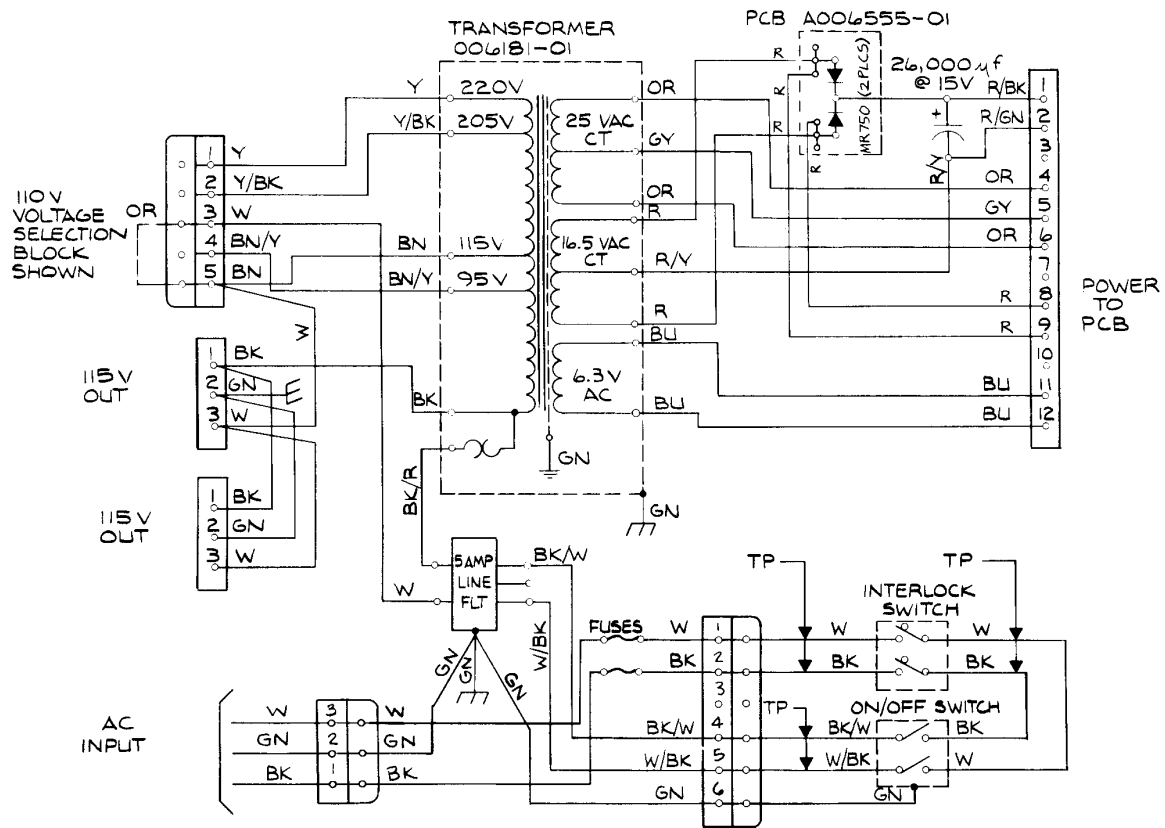 PCB A006555-01
TRANSFORMER
006181-01
R
MR750 (2PLCS)
26,000 µf
@ 15V
R/BK
1
Y
220V
OR
+
R/GN
2
Y/BK
205V
25 VAC
CT
R
R
3
1
Y
GY
R
R/Y
OR
4
2
Y/BK
110V
VOLTAGE
SELECTION
BLOCK
SHOWN
OR
3
W
OR
R
GY
5
4
BN/Y
BN
115V
16.5 VAC
CT
OR
6
5
BN
BN/Y
95V
R/Y
7
W
R
8
POWER
TO
PCB
R
BU
R
9
115V
OUT
1
BK
10
2
GN
6.3V
AC
BU
11
3
W
BK
BU
BU
12
GN
BK/R
115V
OUT
1
BK
2
GN
3
W
GN
5 AMP
LINE
FLT
BK/W
W
W/BK
TP
TP
INTERLOCK
SWITCH
FUSES
W
1
W
W
BK
2
BK
BK
GN
GN
GN
3
TP
ON/OFF SWITCH
AC
INPUT
W
3
W
BK/W
4
BK/W
BK
GN
2
GN
W/BK
5
W/BK
W
BK
1
BK
GN
6
GN